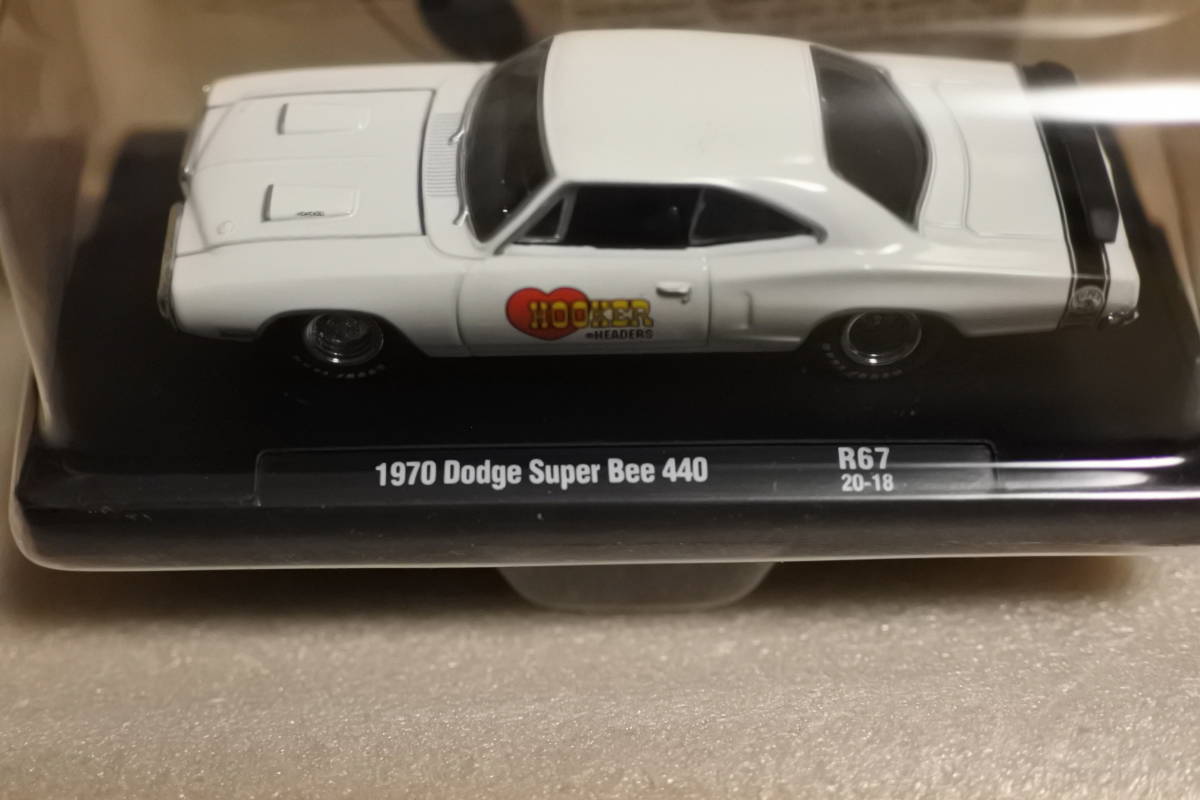 HOOKER
HEADERS
1970 Dodge Super Bee 440
R67
20-18